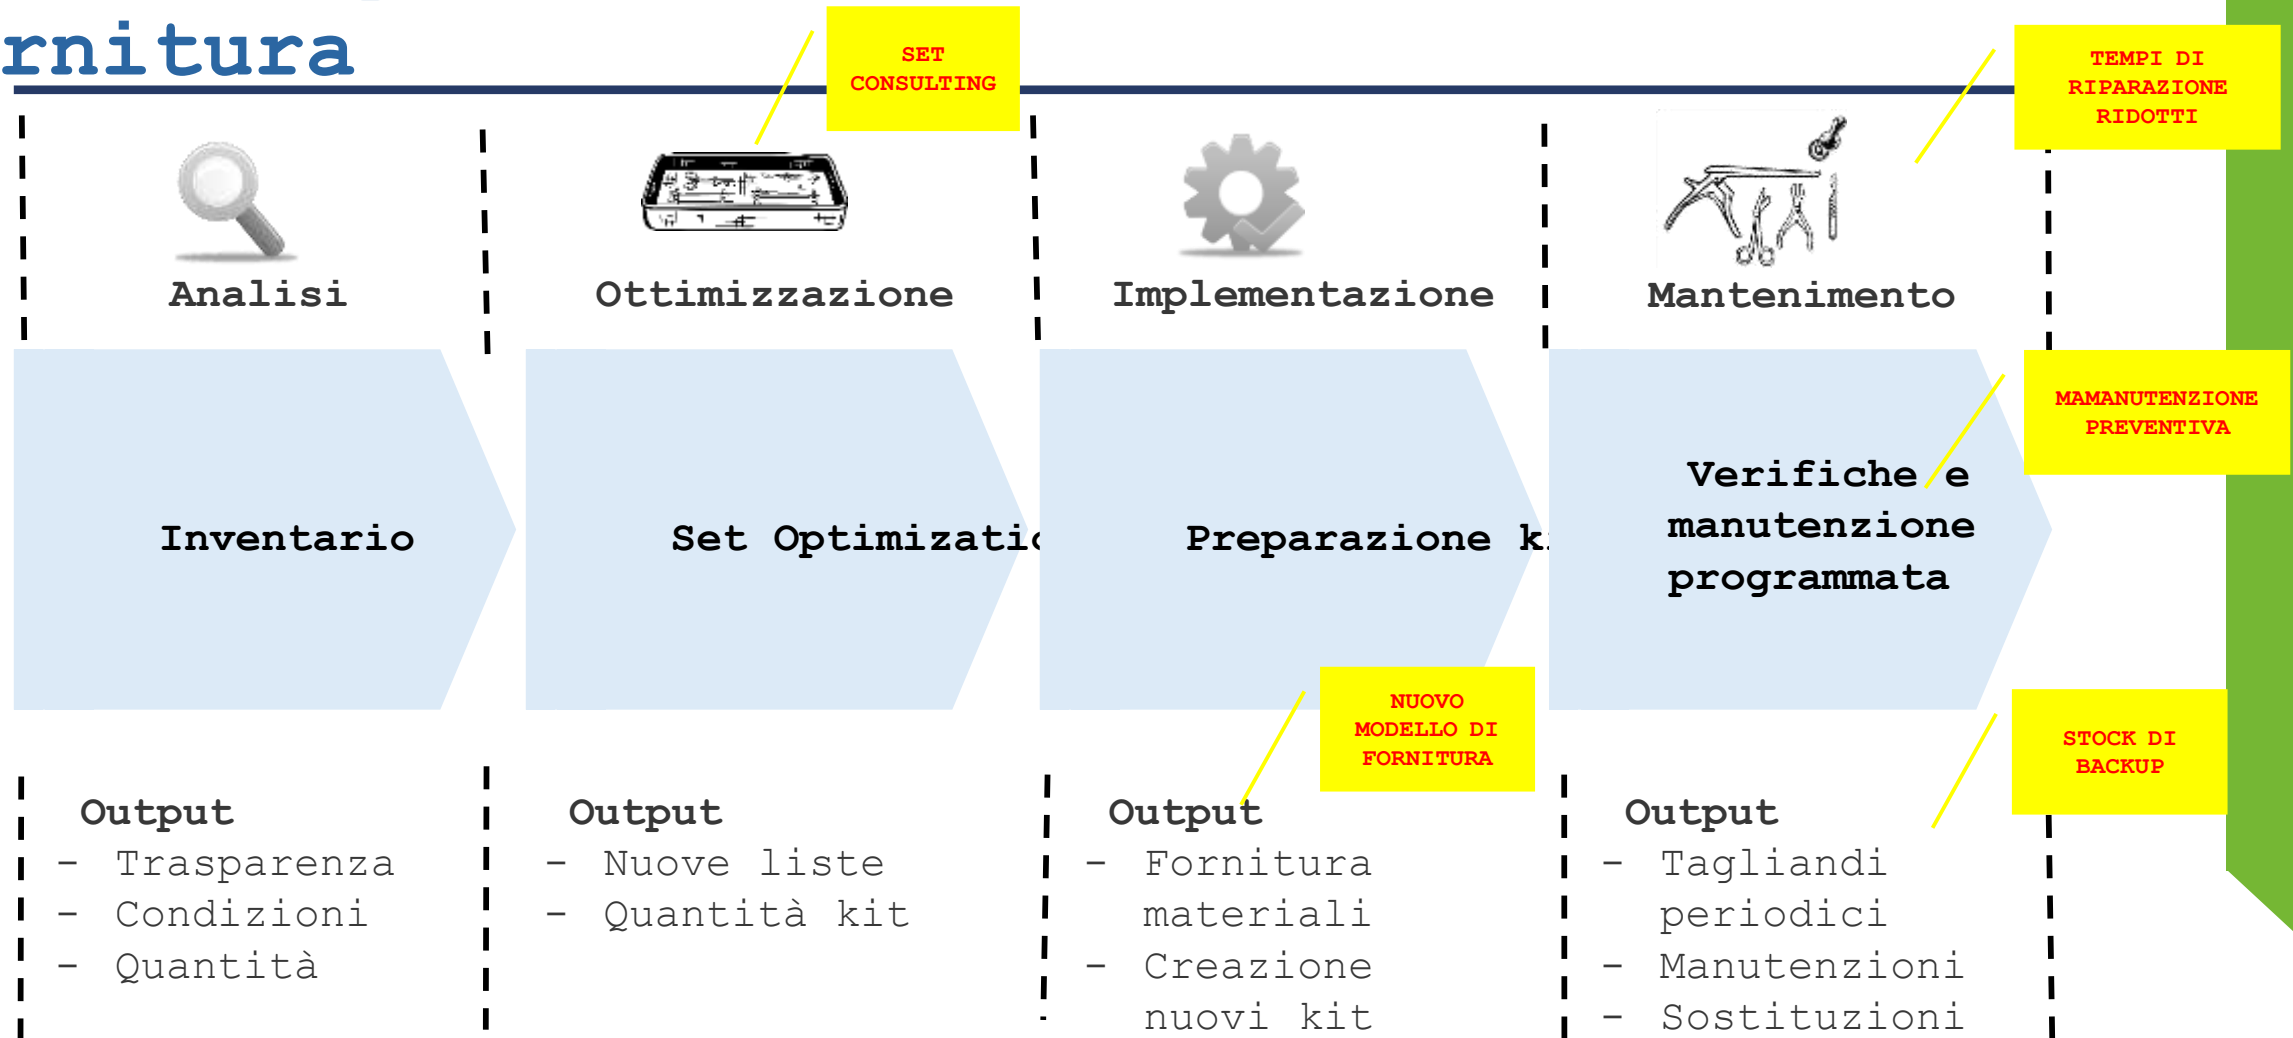 rnitura
SET
CONSULTING
TEMPI DI
RIPARAZIONE
RIDOTTI
Analisi
Ottimizzazione
Implementazione
Mantenimento
MAMANUTENZIONE
PREVENTIVA
Inventario
Set Optimizatio
Preparazione k
Verifiche e
manutenzione
programmata
NUOVO
MODELLO DI
FORNITURA
STOCK DI
BACKUP
Output
- Trasparenza
- Condizioni
- Quantità
Output
- Nuove liste
- Quantità kit
Output
- Fornitura
materiali
- Creazione
nuovi kit
Output
- Tagliandi
periodici
- Manutenzioni
- Sostituzioni